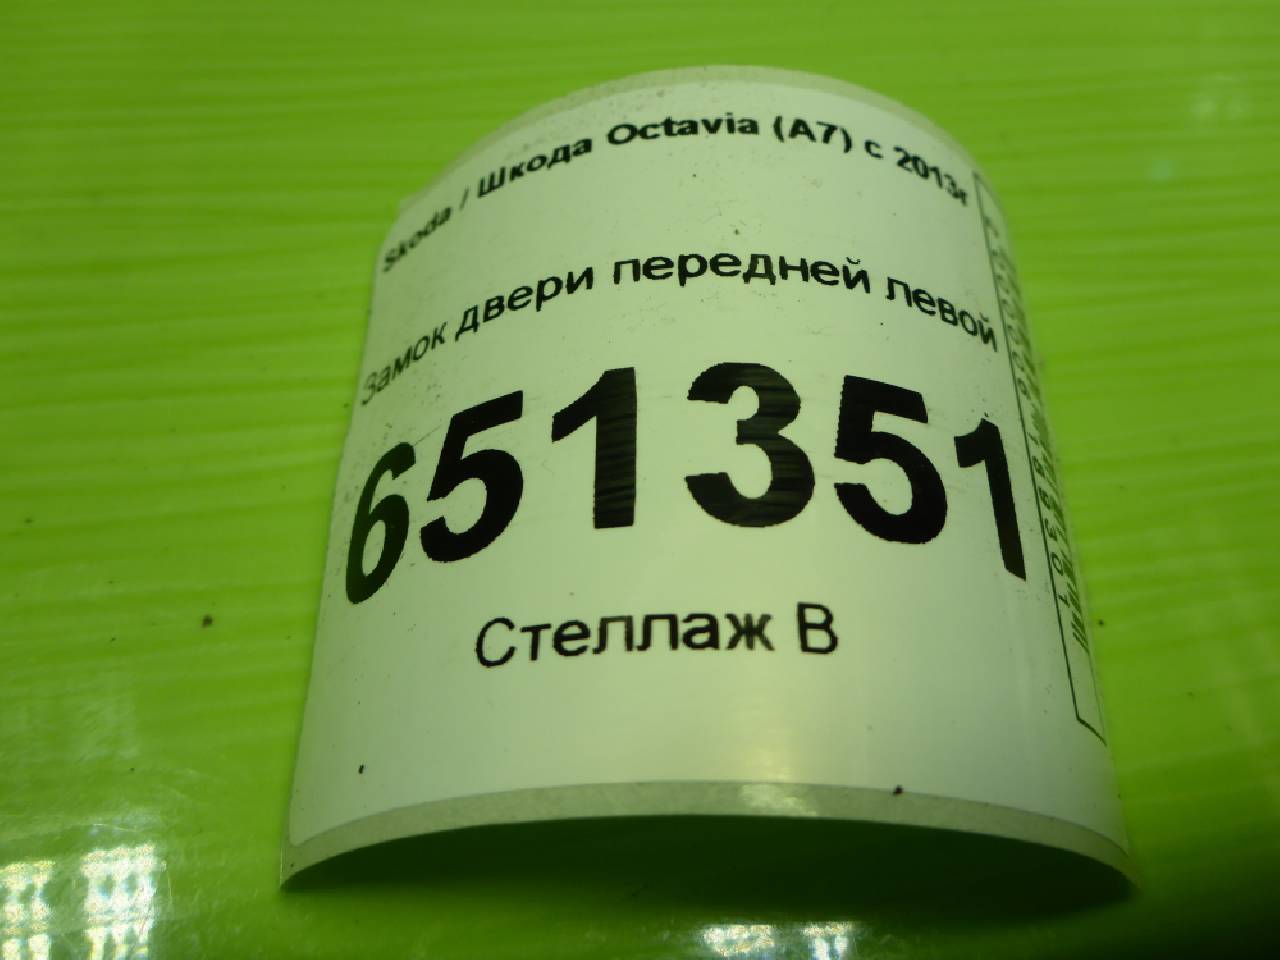 Skoda / Шкода Octavia (A7) с 2013г
Замок двери передней левой
651351
Стеллаж В